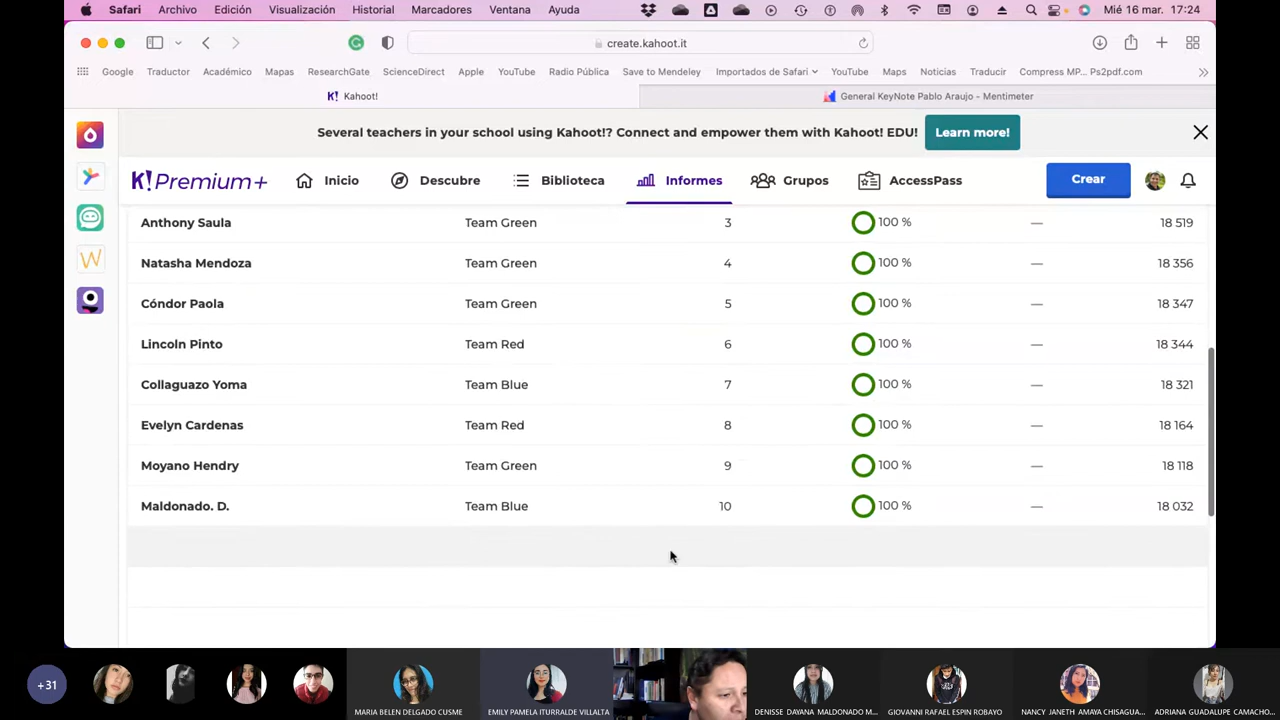 Safari Archivo Edición Visualización Historial Marcadores Ventana Ayuda Mié 16 mar. 17:24
create.kahoot.it
Google Traductor Académico Mapas ResearchGate ScienceDirect Apple YouTube Radio Pública Save to Mendeley Importados de Safari YouTube Maps Noticias Traducir Compress MP... Ps2pdf.com
K! Kahoot! General KeyNote Pablo Araujo - Mentimeter
Several teachers in your school using Kahoot!? Connect and empower them with Kahoot! EDU! Learn more!
K!Premium+ Inicio Descubre Biblioteca Informes Grupos AccessPass Crear
Anthony Saula Team Green 3 100 % — 18 519
Natasha Mendoza Team Green 4 100 % — 18 356
Cóndor Paola Team Green 5 100 % — 18 347
Lincoln Pinto Team Red 6 100 % — 18 344
Collaguazo Yoma Team Blue 7 100 % — 18 321
Evelyn Cardenas Team Red 8 100 % — 18 164
Moyano Hendry Team Green 9 100 % — 18 118
Maldonado. D. Team Blue 10 100 % — 18 032
+31
MARIA BELEN DELGADO CUSME EMILY PAMELA ITURRALDE VILLALTA DENISSE DAYANA MALDONADO M... GIOVANNI RAFAEL ESPIN ROBAYO NANCY JANETH AMAYA CHISAGUA... ADRIANA GUADALUPE CAMACHO...